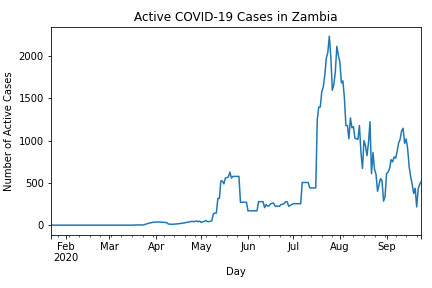 Active COVID-19 Cases in Zambia
Number of Active Cases
2000
1500
1000
500
0
Feb Mar Apr May Jun Jul Aug Sep
2020
Day